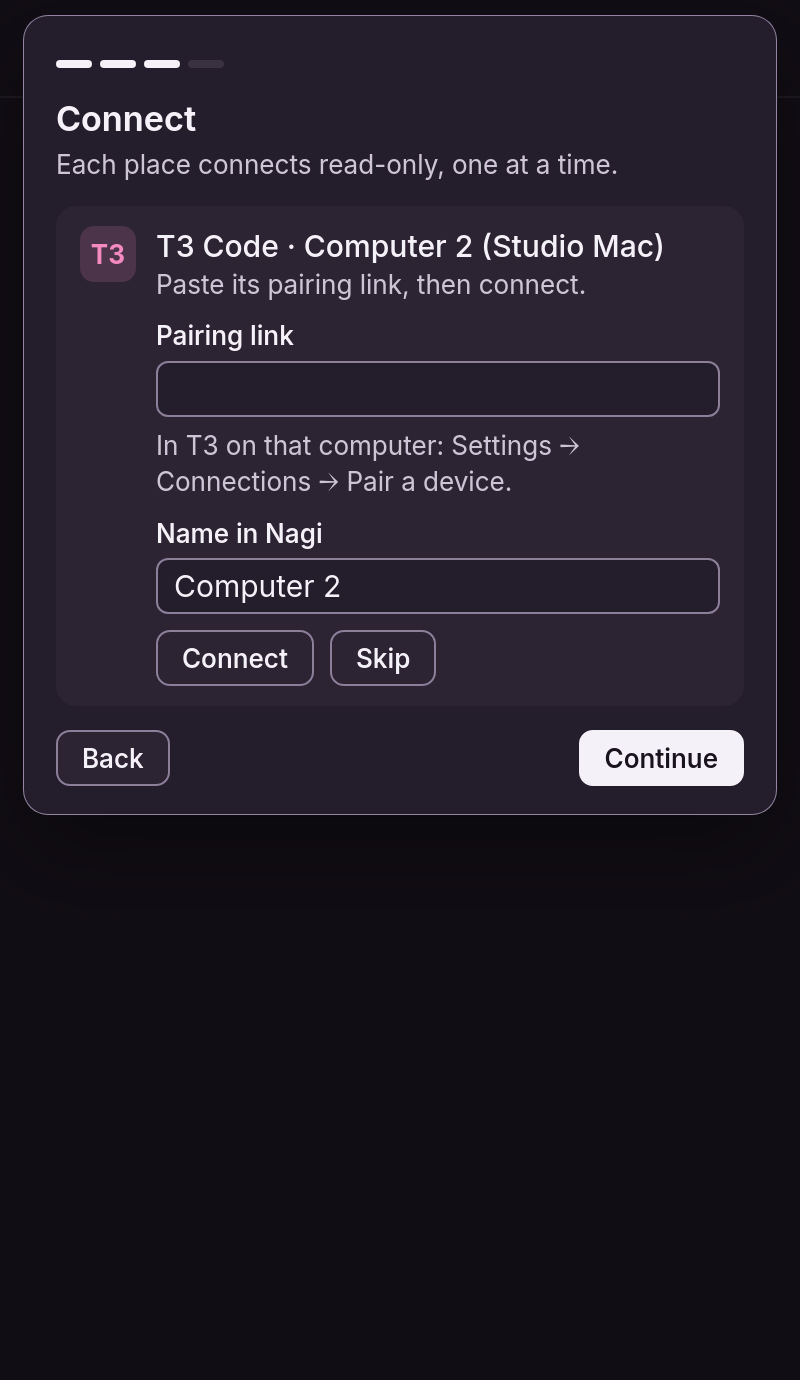 Connect
Each place connects read-only, one at a time.
T3
T3 Code · Computer 2 (Studio Mac)
Paste its pairing link, then connect.
Pairing link
In T3 on that computer: Settings →
Connections → Pair a device.
Name in Nagi
Computer 2
Connect
Skip
Back
Continue